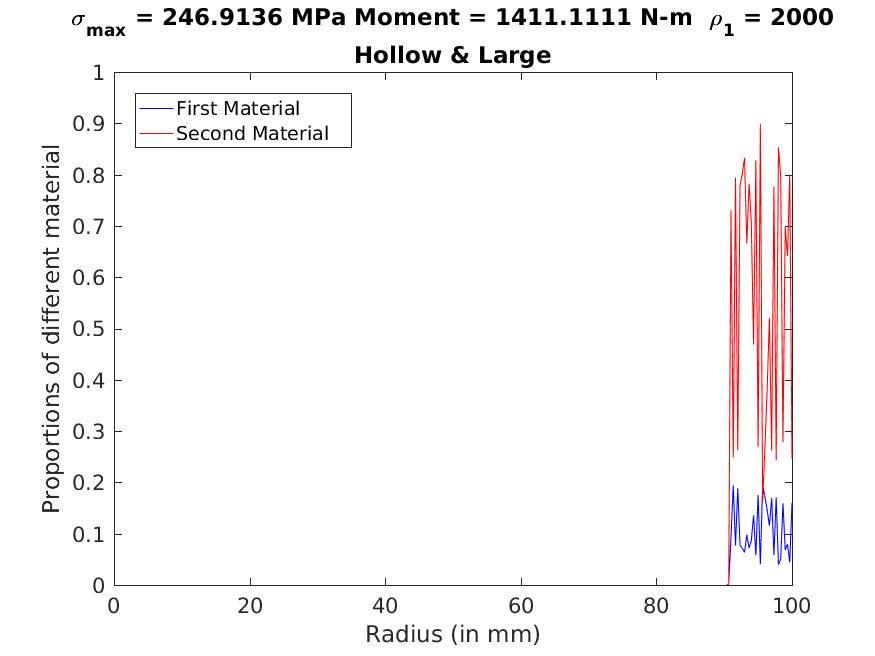 σmax = 246.9136 MPa Moment = 1411.1111 N-m ρ1 = 2000
Hollow & Large
First Material
Second Material
Proportions of different material
1
0.9
0.8
0.7
0.6
0.5
0.4
0.3
0.2
0.1
0
0 20 40 60 80 100
Radius (in mm)